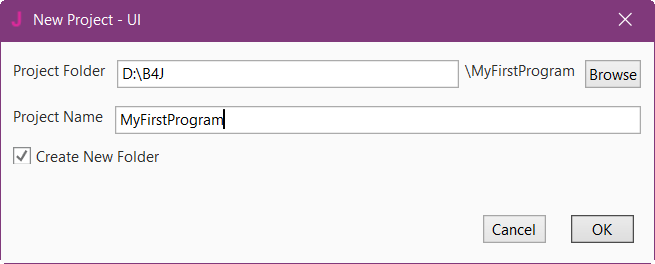 J New Project - UI
Project Folder D:\B4J \MyFirstProgram Browse
Project Name MyFirstProgram
Create New Folder
Cancel OK